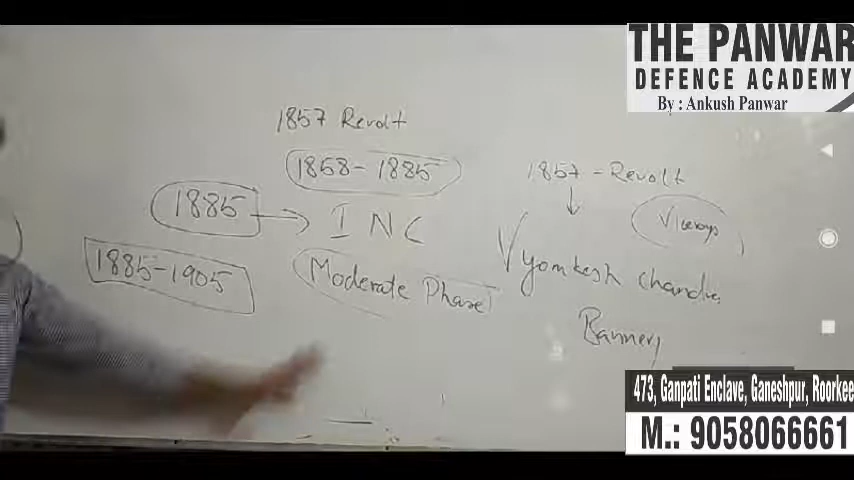 THE PANWAR
DEFENCE ACADEMY
By : Ankush Panwar
1857 Revolt
1858 - 1885
1885 → INC
1885-1905
Moderate Phase
1857 - Revolt
↓
Viceroys
Vyomkesh Chandra
Bannerj
473, Ganpati Enclave, Ganeshpur, Roorkee
M.: 9058066661